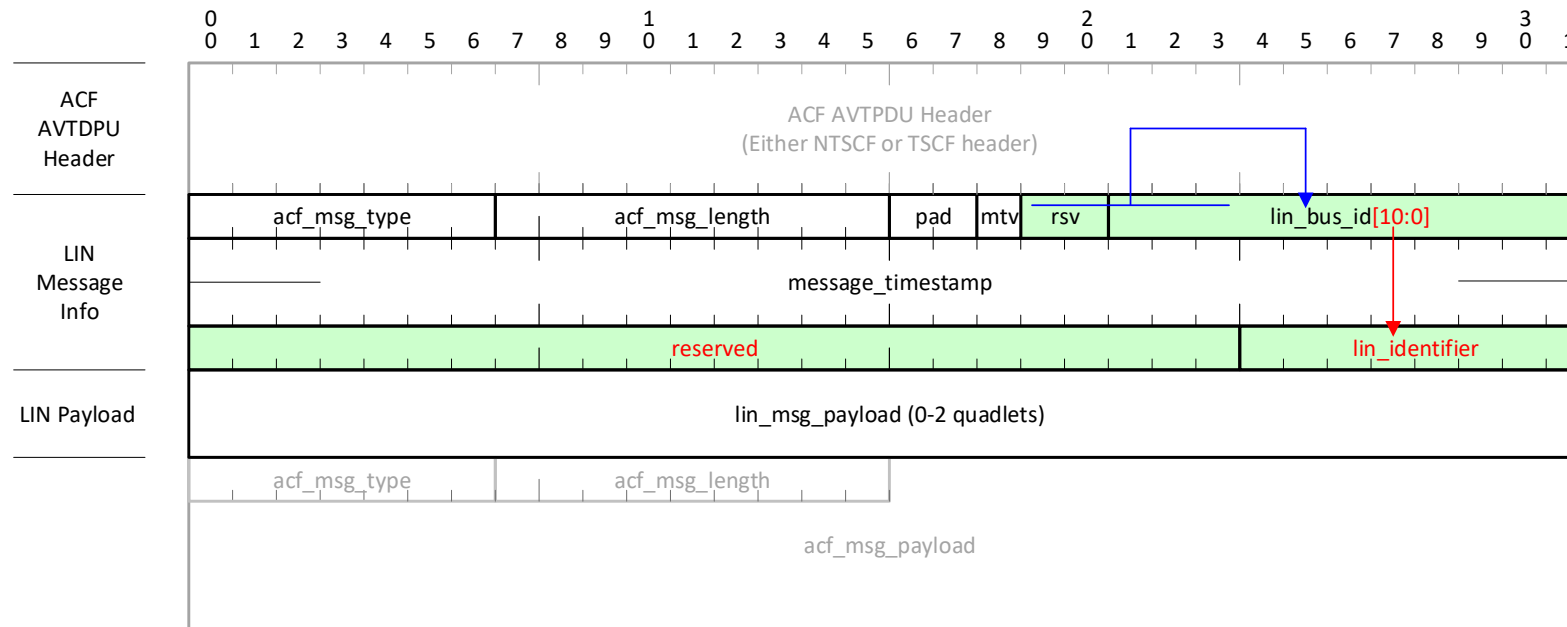 0 1 2 3
0 1 2 3 4 5 6 7 8 9 0 1 2 3 4 5 6 7 8 9 0 1 2 3 4 5 6 7 8 9 0 1
ACF
AVTDPU
Header
ACF AVTPDU Header
(Either NTSCF or TSCF header)
LIN
Message
Info
acf_msg_type acf_msg_length pad mtv rsv lin_bus_id[10:0]
message_timestamp
reserved lin_identifier
LIN Payload
lin_msg_payload (0-2 quadlets)
acf_msg_type acf_msg_length
acf_msg_payload